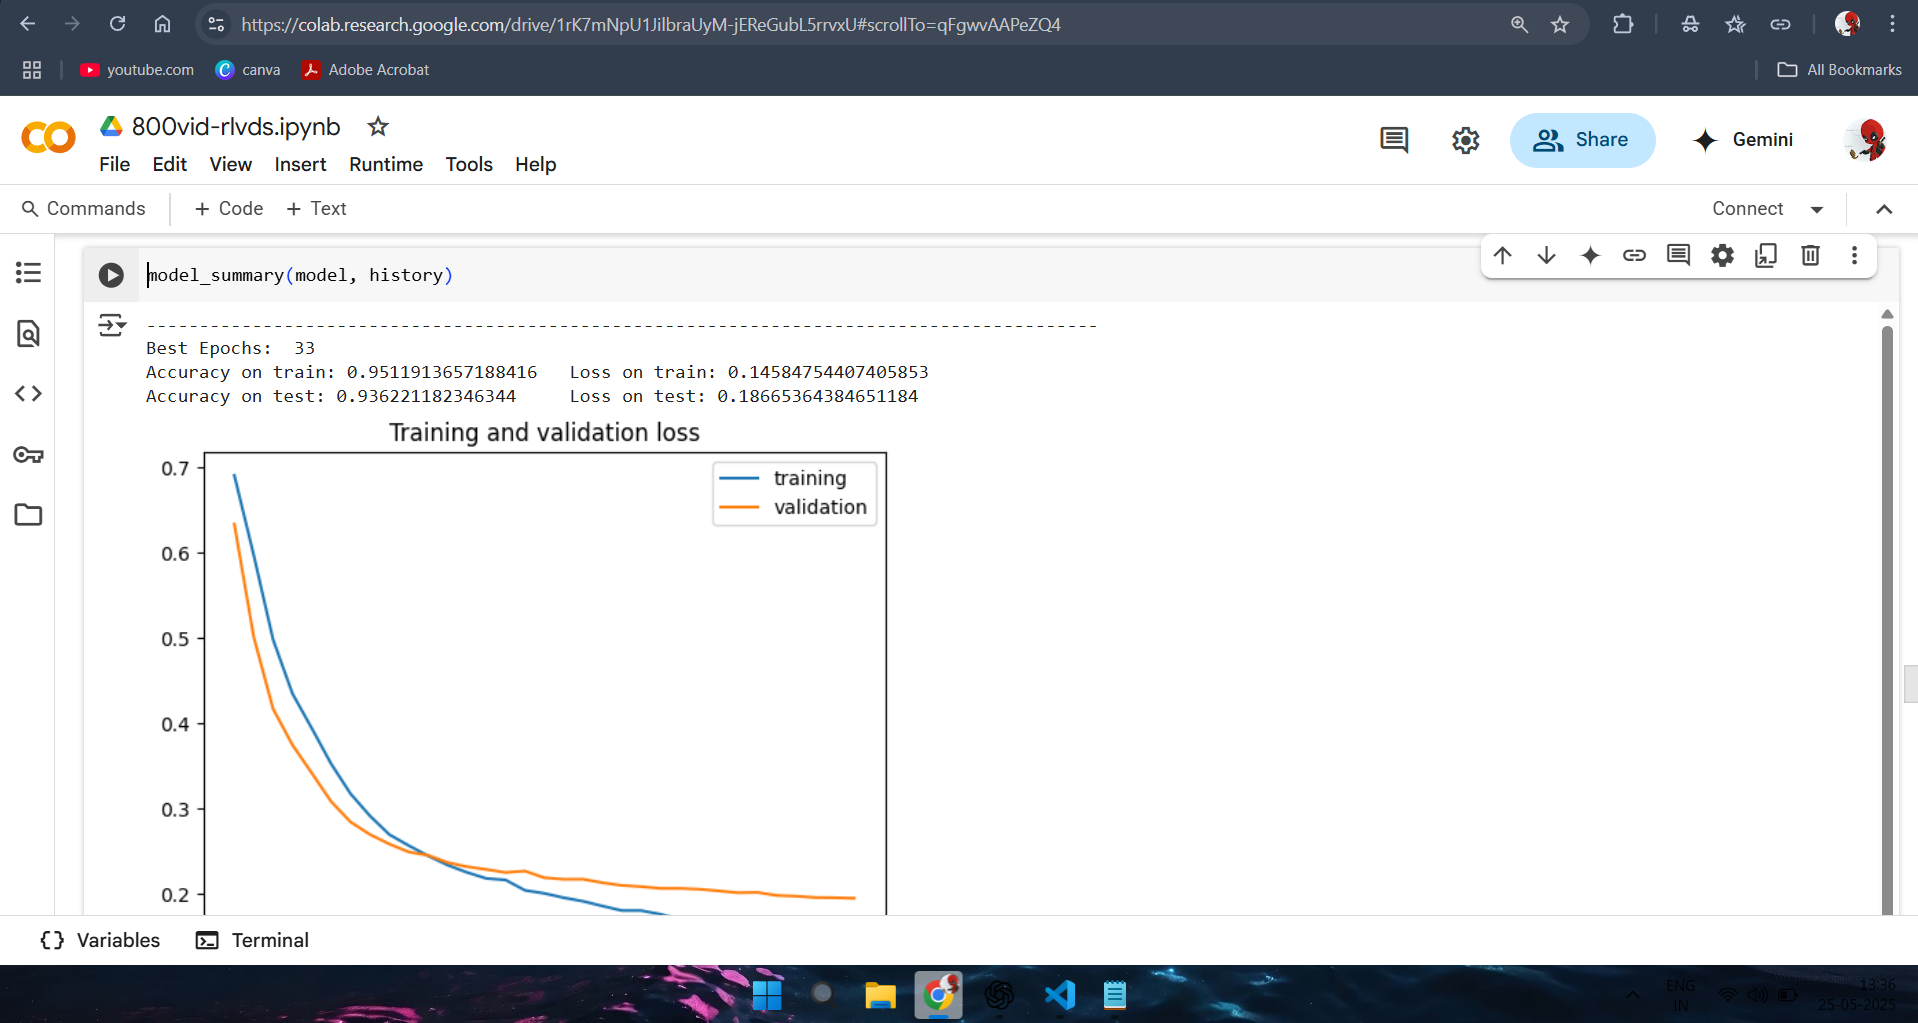 https://colab.research.google.com/drive/1rK7mNpU1JilbraUyM-jEReGubL5rrvxU#scrollTo=qFgwvAAPeZQ4
youtube.com canva Adobe Acrobat All Bookmarks
800vid-rlvds.ipynb
File Edit View Insert Runtime Tools Help
Share Gemini
Commands + Code + Text Connect
model_summary(model, history)
------------------------------------------------------------------------------------------
Best Epochs: 33
Accuracy on train: 0.9511913657188416 Loss on train: 0.14584754407405853
Accuracy on test: 0.936221182346344 Loss on test: 0.18665364384651184
Training and validation loss
training
validation
0.7
0.6
0.5
0.4
0.3
0.2
Variables Terminal
ENG
IN
13:36
25-05-2025